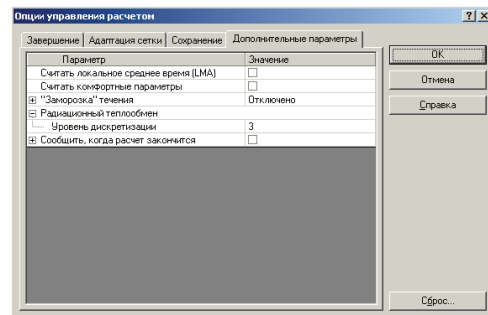 Опции управления расчетом
Завершение Адаптация сетки Сохранение Дополнительные параметры
Параметр Значение
Считать локальное среднее время (LMA)
Считать комфортные параметры
"Заморозка" течения Отключено
Радиационный теплообмен
Уровень дискретизации 3
Сообщить, когда расчет закончится
OK
Отмена
Справка
Сброс...